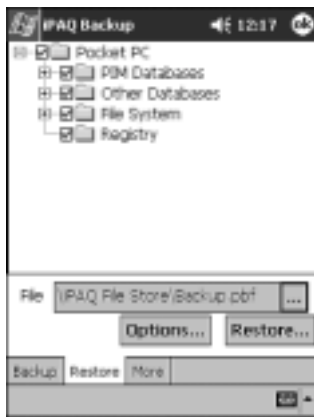 iPAQ Backup 12:17 ok
Pocket PC
PIM Databases
Other Databases
File System
Registry
File \iPAQ File Store\Backup.pbf ...
Options... Restore...
Backup Restore More